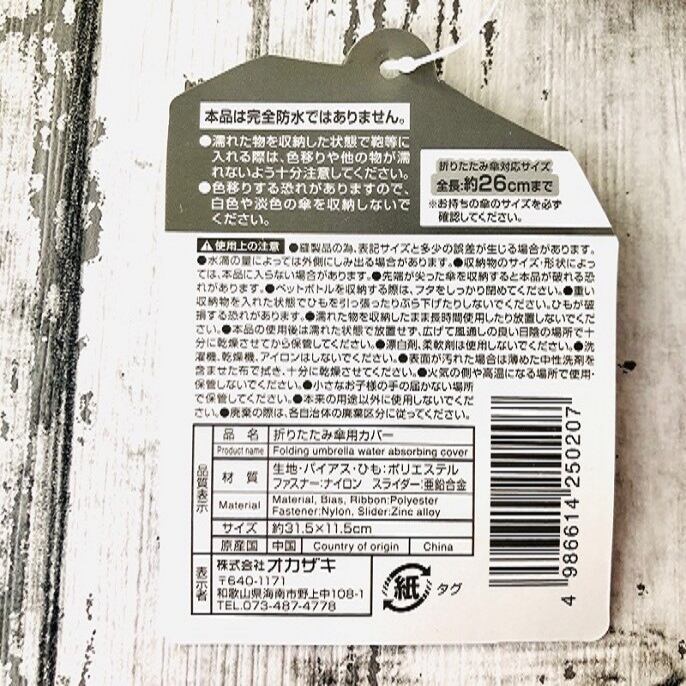 本品は完全防水ではありません。
●濡れた物を収納した状態で鞄等に
入れる際は、色移りや他の物が濡
れないよう十分注意してください。
●色移りする恐れがありますので、
白色や淡色の傘を収納しないで
ください。
折りたたみ傘対応サイズ
全長:約26cmまで
※お持ちの傘のサイズを必ず
確認してください。
使用上の注意 ●縫製品の為、表記サイズと多少の誤差が生じる場合があります。
●水滴の量によっては外側にしみ出る場合があります。●収納物のサイズ・形状によっ
ては、本品に入らない場合があります。●先端が尖った傘を収納すると本品が破れる恐
れがあります。●ペットボトルを収納する際は、フタをしっかり閉めてください。●重い
収納物を入れた状態でひもを引っ張ったりぶら下げたりしないでください。ひもが破
損する恐れがあります。●濡れた物を収納したまま長時間使用したり放置しないでくだ
さい。●本品の使用後は濡れた状態で放置せず、広げて風通しの良い日陰の場所で十
分に乾燥させてから保管してください。●漂白剤、柔軟剤は使用しないでください。●洗
濯機、乾燥機、アイロンはしないでください。●表面が汚れた場合は薄めた中性洗剤を
含ませた布で拭き、十分に乾燥させてください。●火気の側や高温になる場所で使用・
保管しないでください。●小さなお子様の手の届かない場所
で保管してください。●本来の用途以外に使用しないでくださ
い。●廃棄の際は、各自治体の廃棄区分に従ってください。
品質表示
品 名 折りたたみ傘用カバー
Product name Folding umbrella water absorbing cover
材 質 生地・バイアス・ひも:ポリエステル
ファスナー:ナイロン スライダー:亜鉛合金
Material Material, Bias, Ribbon:Polyester
Fastener:Nylon, Slider:Zinc alloy
サイズ 約31.5×11.5cm
原産国 中国 Country of origin China
表示者
株式会社オカザキ
〒640-1171
和歌山県海南市野上中108-1
TEL.073-487-4778
紙 タグ
4 986614 250207